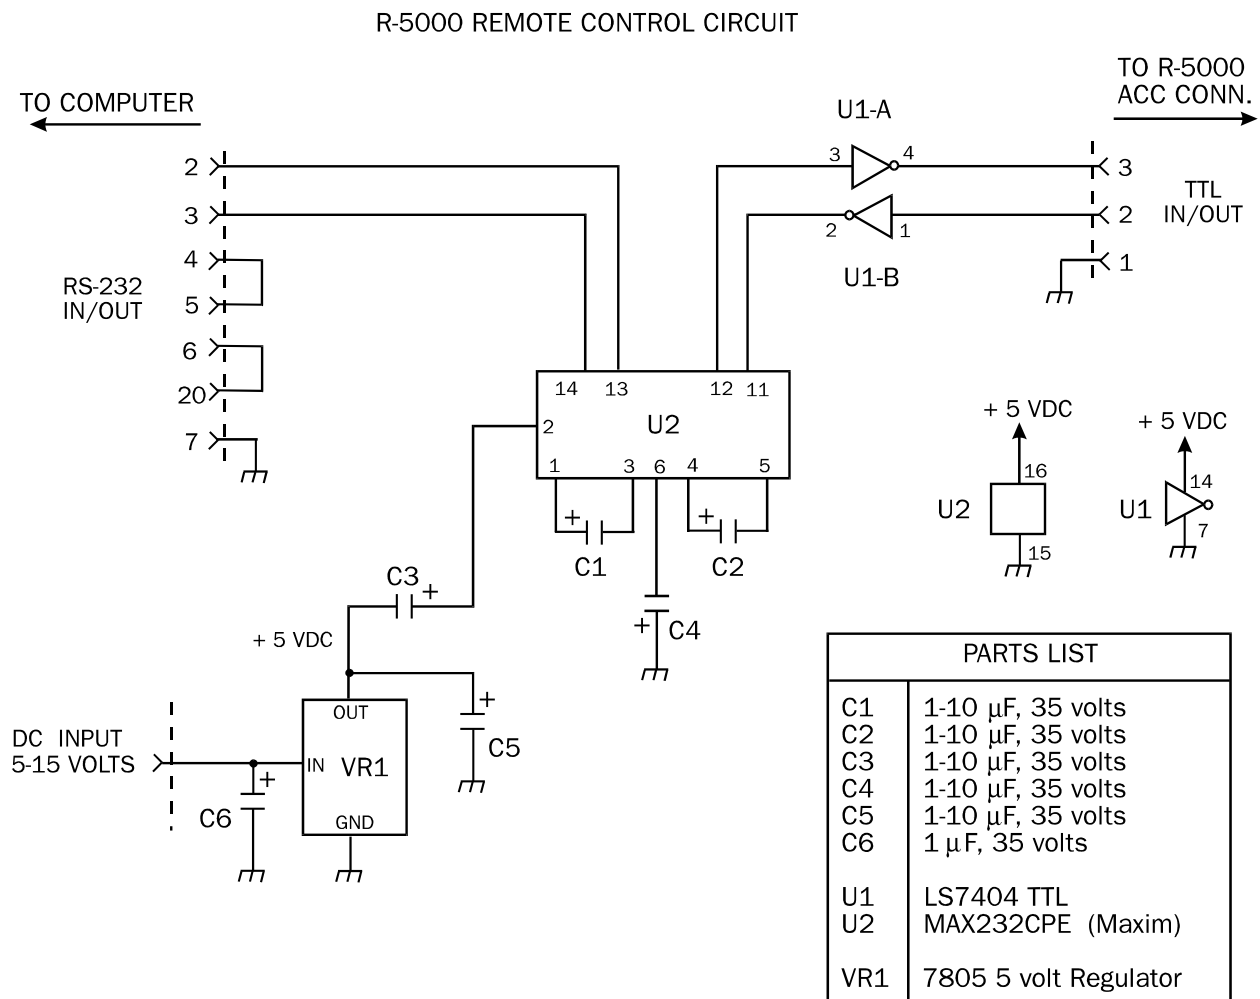 R-5000 REMOTE CONTROL CIRCUIT
TO COMPUTER
TO R-5000
ACC CONN.
U1-A
2
3
4
3
3
2
1
2
TTL
IN/OUT
4
1
U1-B
RS-232
IN/OUT
5
6
20
7
14 13 12 11
2
U2
1 3 6 4 5
+ 5 VDC
16
U2
15
+ 5 VDC
14
U1
7
+
C1
+
C2
C3
+
+
C4
+ 5 VDC
OUT
+
C5
DC INPUT
5-15 VOLTS
IN
VR1
+
C6
GND
PARTS LIST
C1 1-10 µF, 35 volts
C2 1-10 µF, 35 volts
C3 1-10 µF, 35 volts
C4 1-10 µF, 35 volts
C5 1-10 µF, 35 volts
C6 1 µF, 35 volts
U1 LS7404 TTL
U2 MAX232CPE (Maxim)
VR1 7805 5 volt Regulator